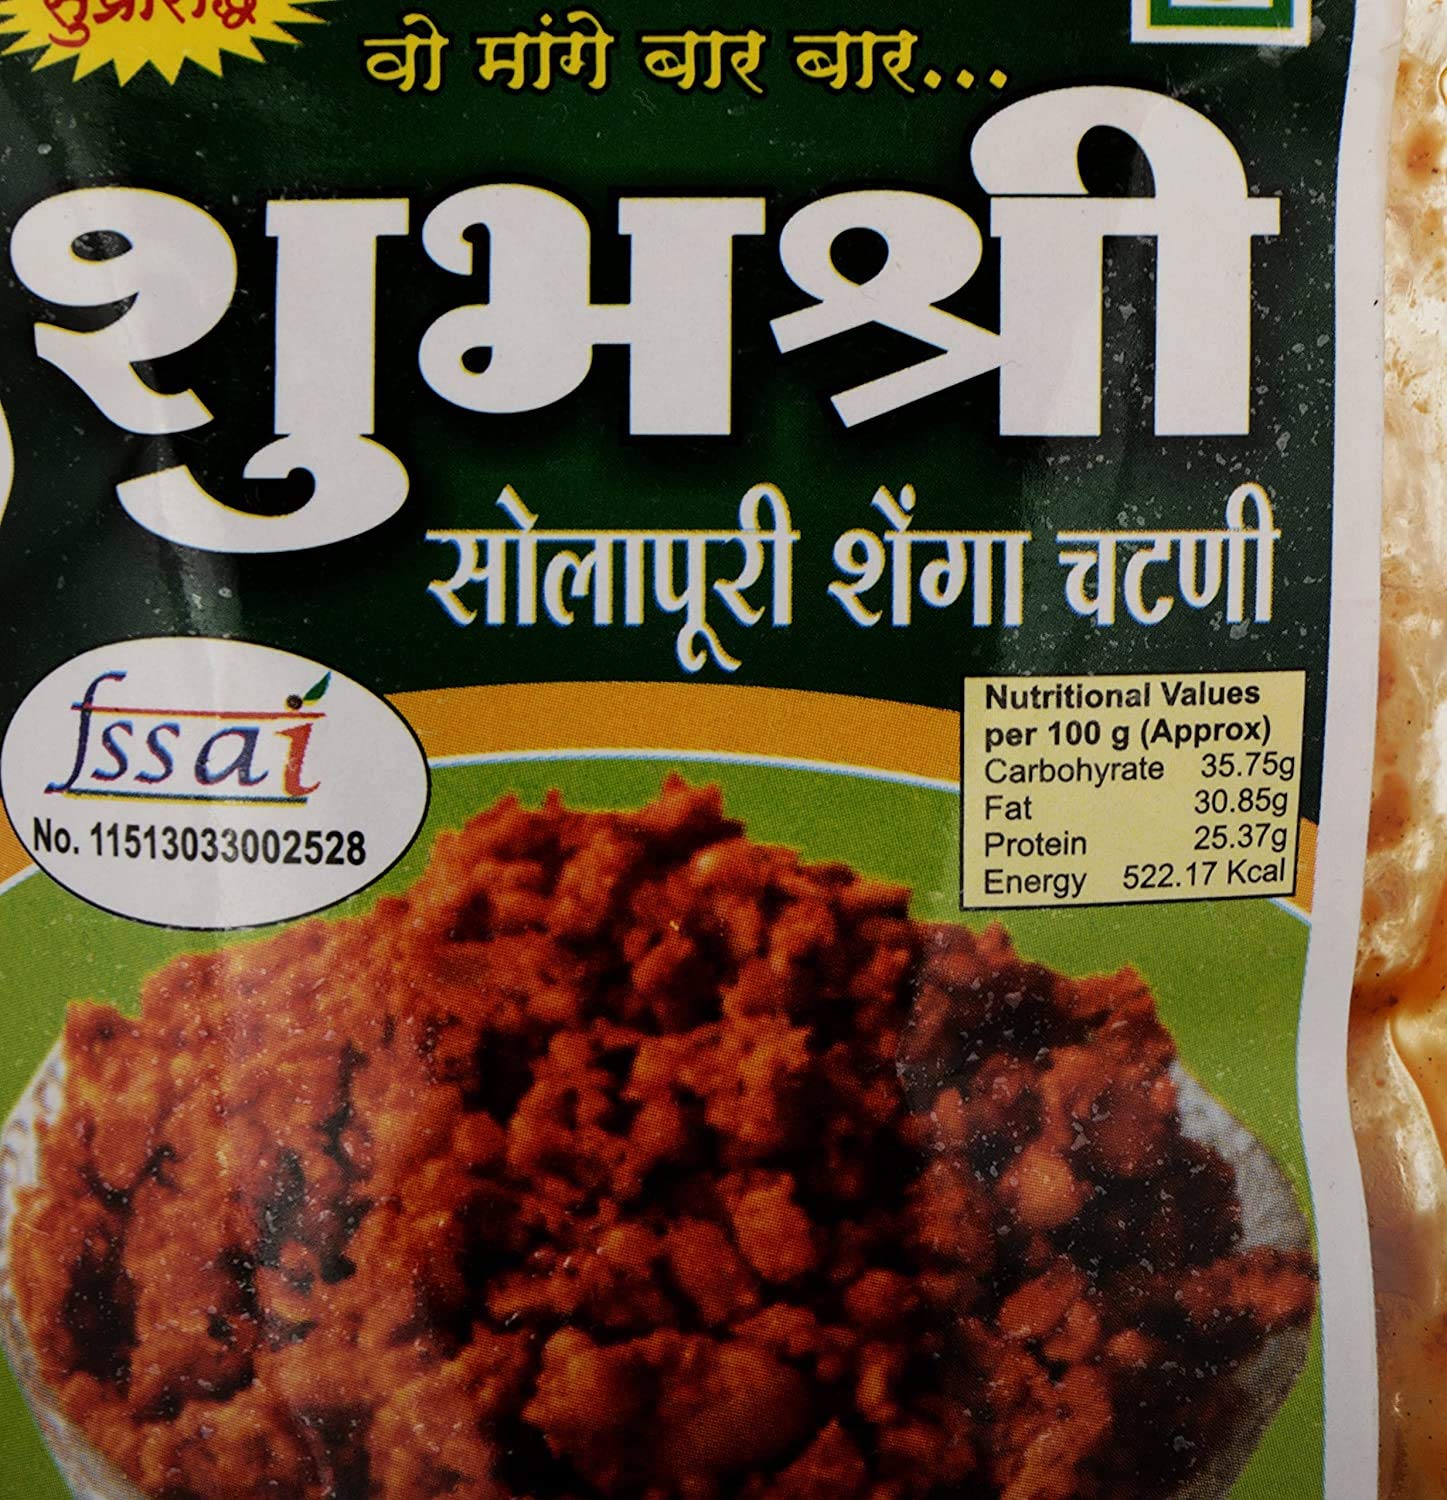 सुप्रसिद्ध
वो मांगे बार बार...
शुभश्री
सोलापूरी शेंगा चटणी
fssai
No. 11513033002528
Nutritional Values
per 100 g (Approx)
Carbohyrate 35.75g
Fat 30.85g
Protein 25.37g
Energy 522.17 Kcal